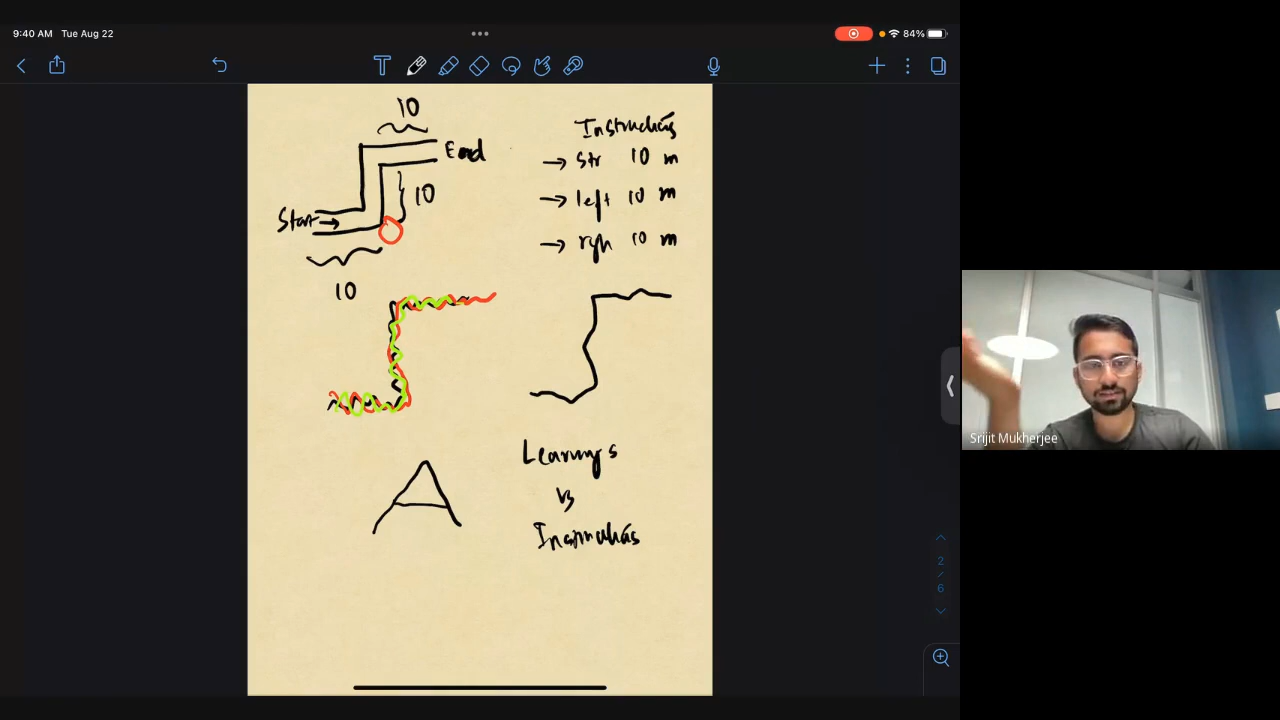 9:40 AM Tue Aug 22
84%
10
End
10
Start →
10
Instructions
→ str 10 m
→ left 10 m
→ righ 10 m
A
Learnings
vs
Instructions
2
/
6
Srijit Mukherjee